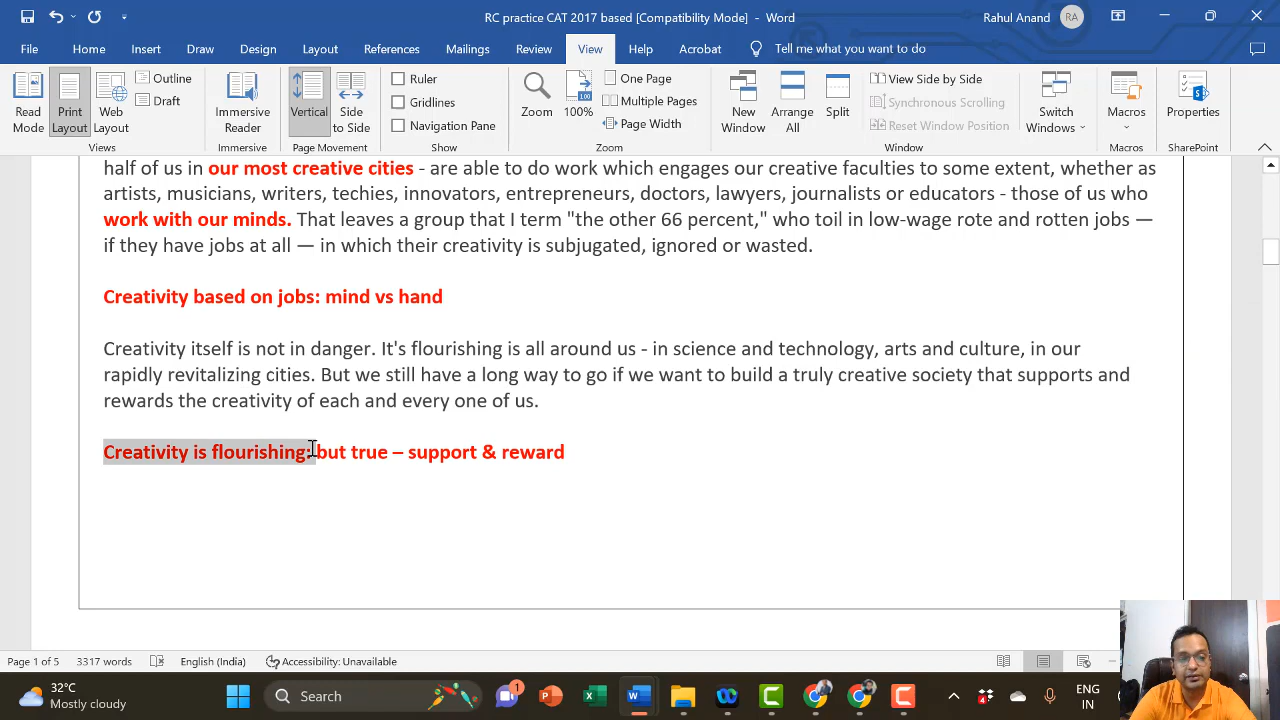 RC practice CAT 2017 based [Compatibility Mode] - Word
Rahul Anand
RA
File
Home
Insert
Draw
Design
Layout
References
Mailings
Review
View
Help
Acrobat
Tell me what you want to do
Read Mode
Print Layout
Web Layout
Outline
Draft
Views
Immersive Reader
Immersive
Vertical
Side to Side
Page Movement
Ruler
Gridlines
Navigation Pane
Show
Zoom
100%
One Page
Multiple Pages
Page Width
Zoom
New Window
Arrange All
Split
View Side by Side
Synchronous Scrolling
Reset Window Position
Window
Switch Windows
Macros
Macros
Properties
SharePoint
half of us in our most creative cities - are able to do work which engages our creative faculties to some extent, whether as
artists, musicians, writers, techies, innovators, entrepreneurs, doctors, lawyers, journalists or educators - those of us who
work with our minds. That leaves a group that I term "the other 66 percent," who toil in low-wage rote and rotten jobs —
if they have jobs at all — in which their creativity is subjugated, ignored or wasted.
Creativity based on jobs: mind vs hand
Creativity itself is not in danger. It's flourishing is all around us - in science and technology, arts and culture, in our
rapidly revitalizing cities. But we still have a long way to go if we want to build a truly creative society that supports and
rewards the creativity of each and every one of us.
Creativity is flourishing: but true – support & reward
Page 1 of 5
3317 words
English (India)
Accessibility: Unavailable
32°C
Mostly cloudy
Search
1
ENG
IN